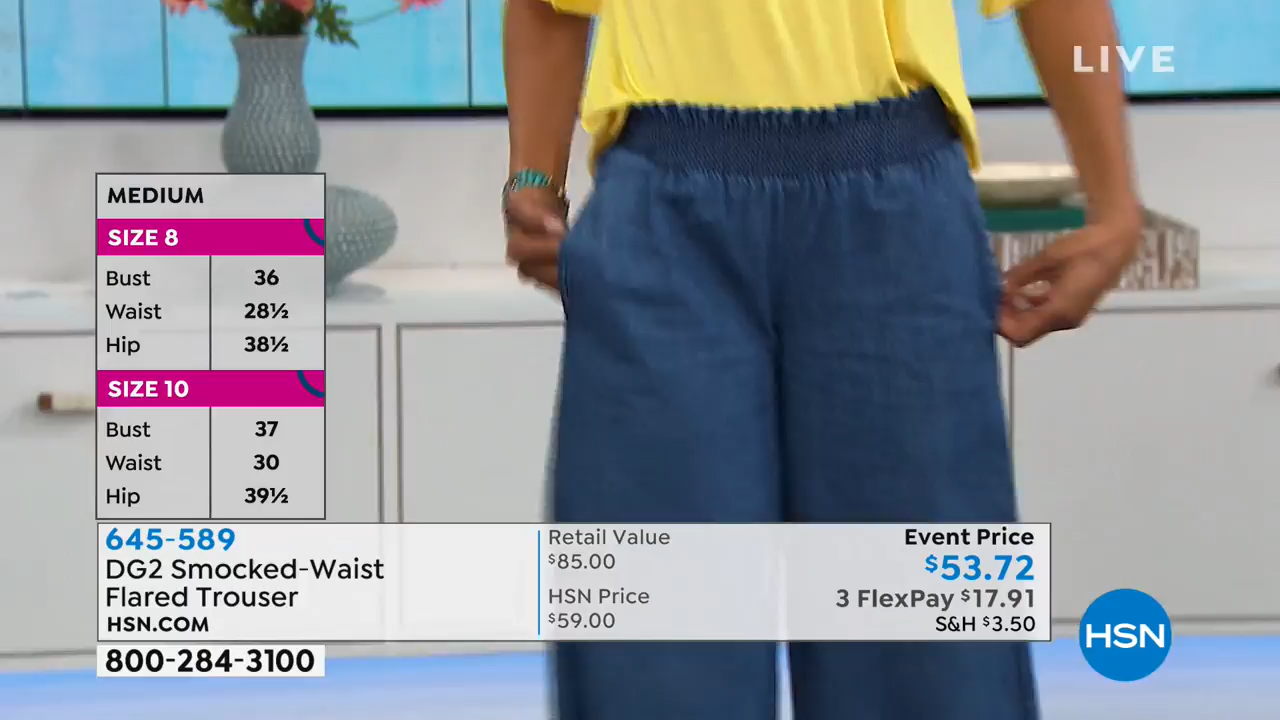 LIVE
MEDIUM
SIZE 8
Bust 36
Waist 28½
Hip 38½
SIZE 10
Bust 37
Waist 30
Hip 39½
645-589
DG2 Smocked-Waist
Flared Trouser
HSN.COM
Retail Value
$85.00
HSN Price
$59.00
Event Price
$53.72
3 FlexPay $17.91
S&H $3.50
800-284-3100
HSN